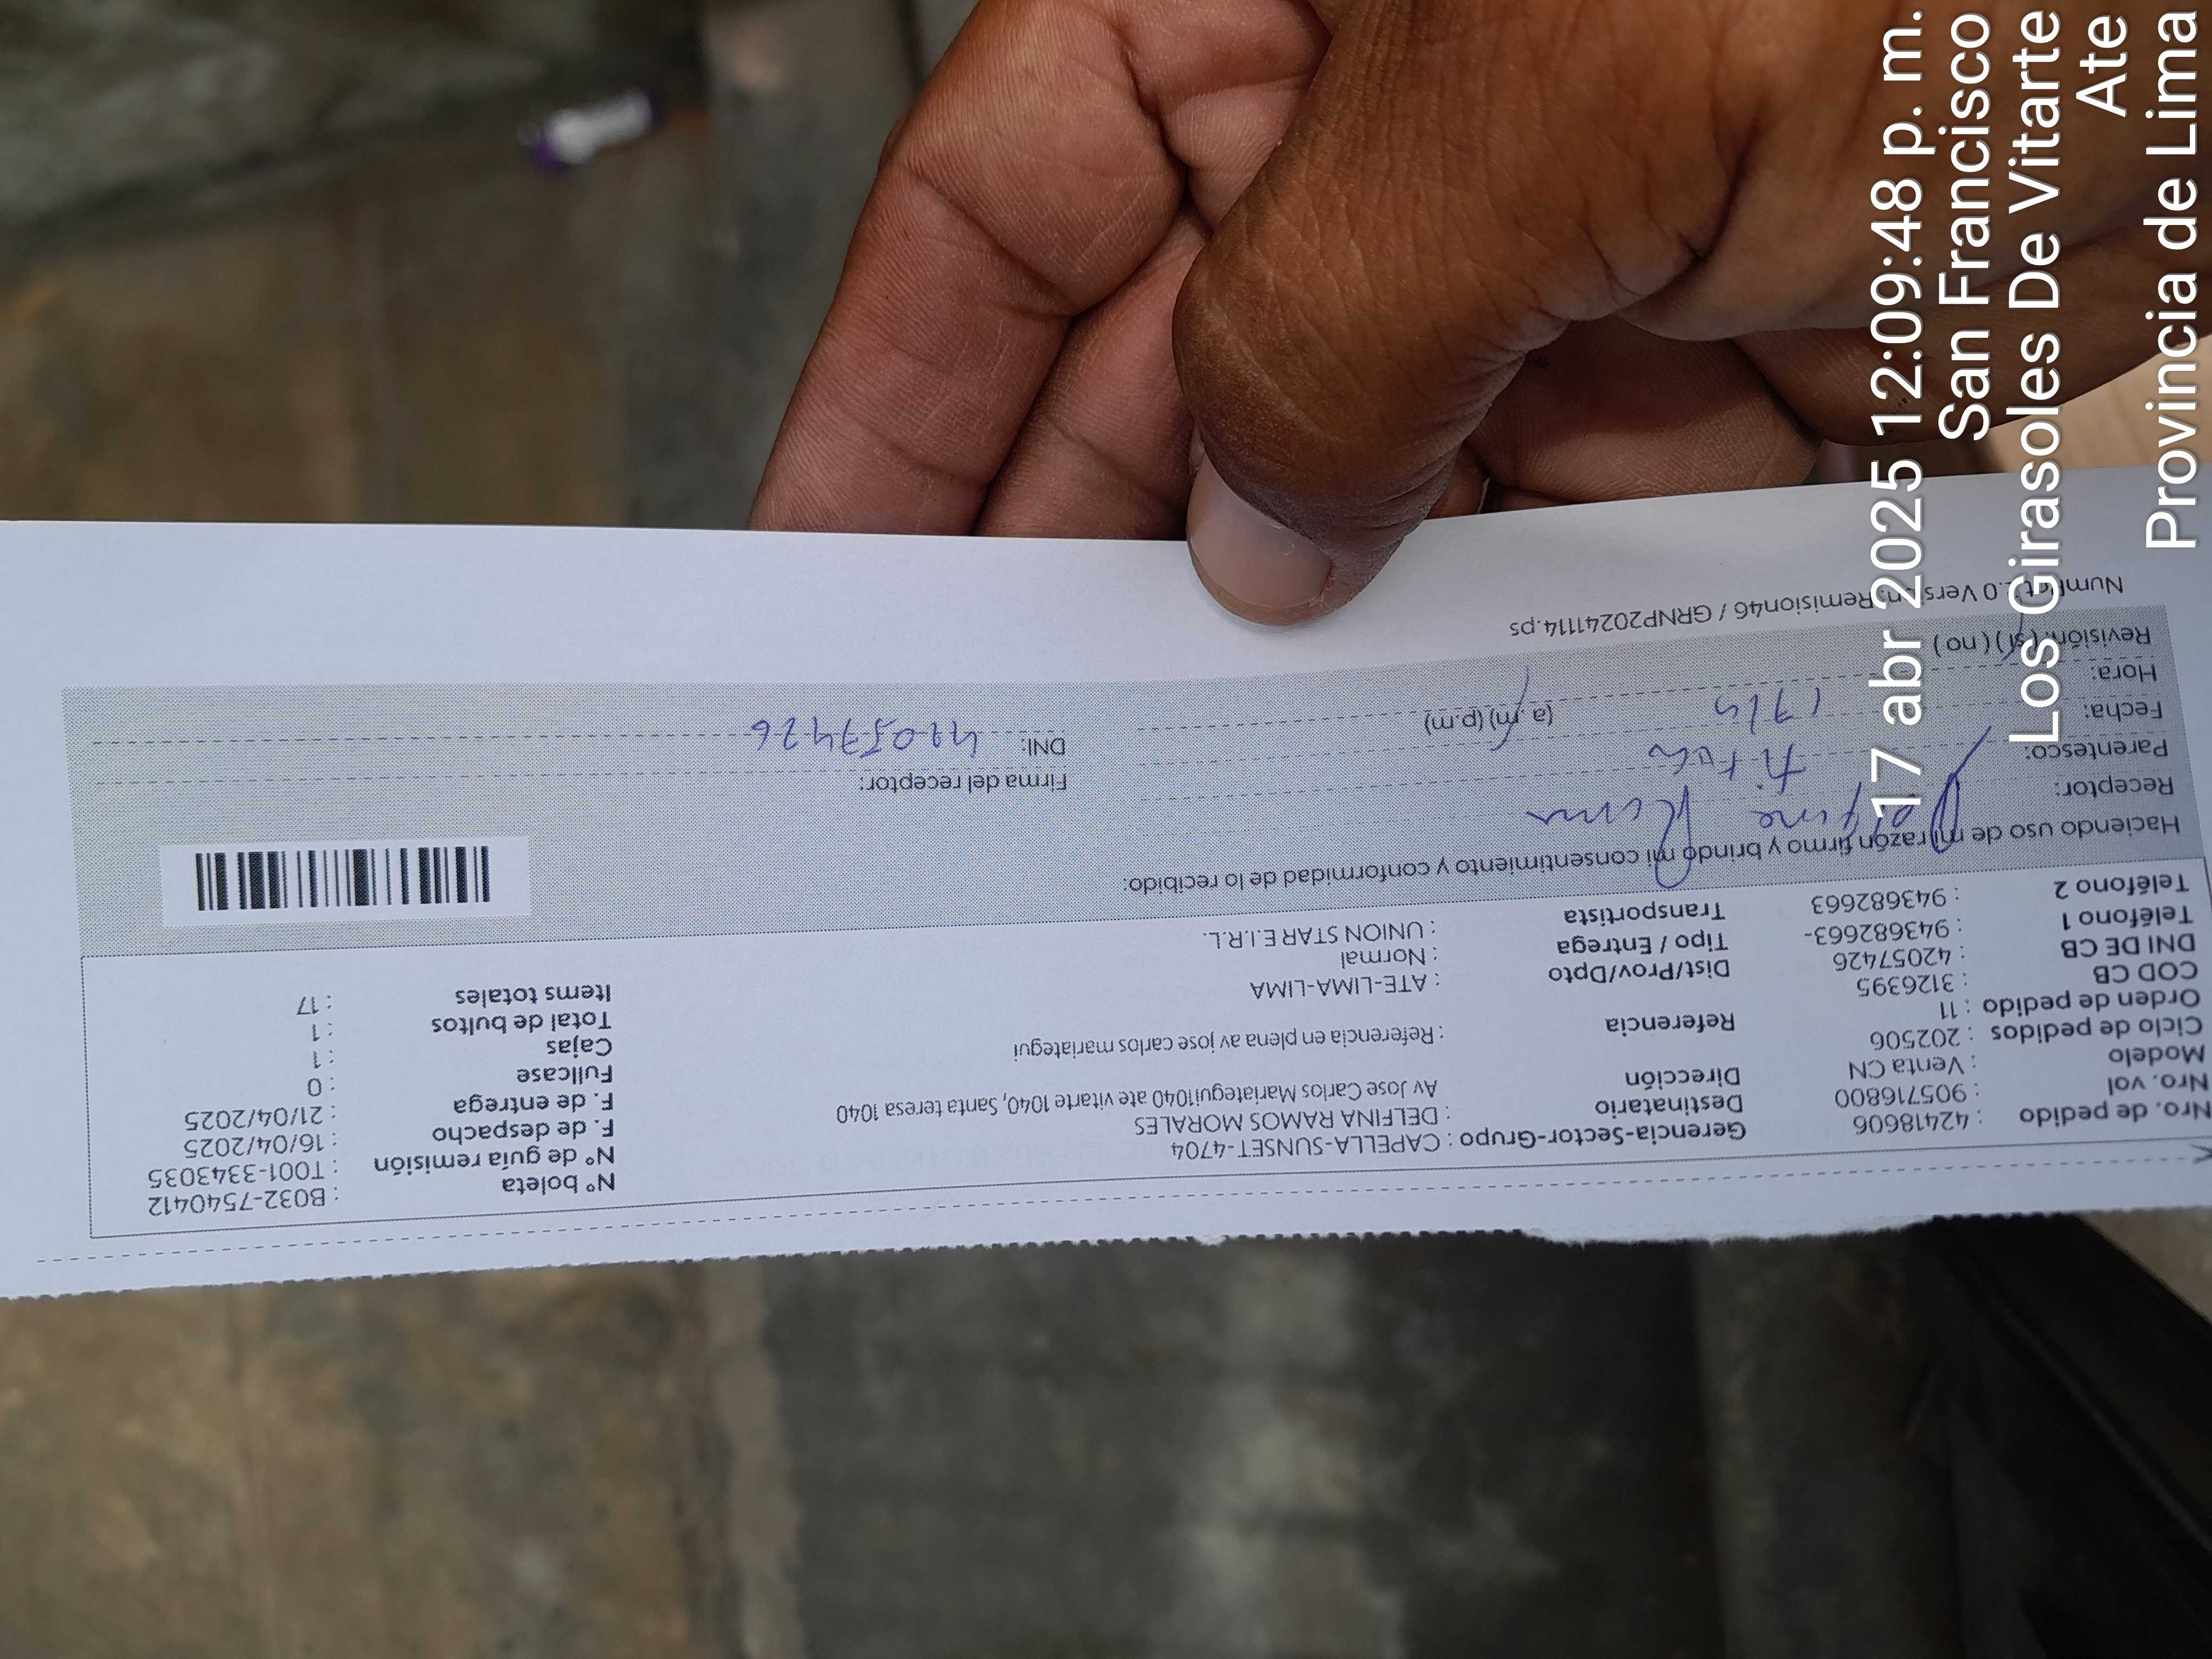 Nro. de pedido : 42418606
Nro. vol : 905716800
Modelo : Venta CN
Ciclo de pedidos : 202506
Orden de pedido : 11
COD CB : 3126395
DNI DE CB : 42057426
Teléfono 1 : 943682663-
Teléfono 2 : 943682663
Gerencia-Sector-Grupo : CAPELLA-SUNSET-4704
Destinatario : DELFINA RAMOS MORALES
Dirección Av Jose Carlos Mariategui1040 ate vitarte 1040, Santa teresa 1040
Referencia : Referencia en plena av jose carlos mariategui
Dist/Prov/Dpto : ATE-LIMA-LIMA
Tipo / Entrega : Normal
Transportista : UNION STAR E.I.R.L.
N° boleta : B032-7540412
N° de guía remisión : T001-3343035
F. de despacho : 16/04/2025
F. de entrega : 21/04/2025
Fullcase : 0
Cajas : 1
Total de bultos : 1
Items totales : 17
Haciendo uso de mi razón firmo y brindo mi consentimiento y conformidad de lo recibido:
Receptor:
Parentesco:
Fecha: 17/4
Hora: (a.m) (p.m)
Revisión: (si) (no)
Firma del receptor:
DNI:
Remision46 / GRNP20241114.ps
17 abr 2025 12:09:48 p. m.
San Francisco
Los Girasoles De Vitarte
Ate
Provincia de Lima